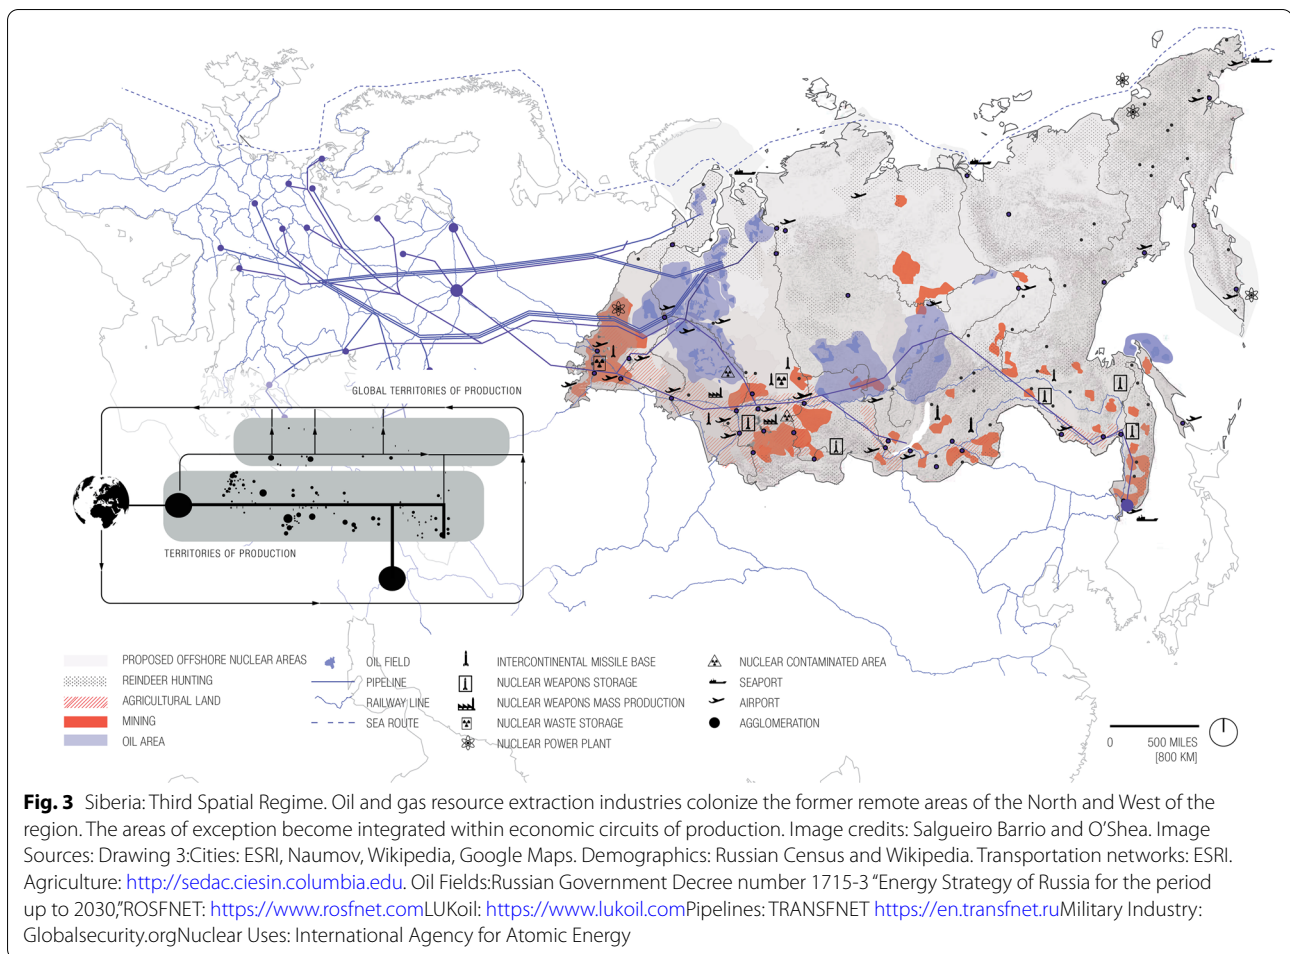 GLOBAL TERRITORIES OF PRODUCTION
TERRITORIES OF PRODUCTION
PROPOSED OFFSHORE NUCLEAR AREAS
REINDEER HUNTING
AGRICULTURAL LAND
MINING
OIL AREA
OIL FIELD
PIPELINE
RAILWAY LINE
SEA ROUTE
INTERCONTINENTAL MISSILE BASE
NUCLEAR WEAPONS STORAGE
NUCLEAR WEAPONS MASS PRODUCTION
NUCLEAR WASTE STORAGE
NUCLEAR POWER PLANT
NUCLEAR CONTAMINATED AREA
SEAPORT
AIRPORT
AGGLOMERATION
0 500 MILES
[800 KM]
Fig. 3 Siberia: Third Spatial Regime. Oil and gas resource extraction industries colonize the former remote areas of the North and West of the
region. The areas of exception become integrated within economic circuits of production. Image credits: Salgueiro Barrio and O’Shea. Image
Sources: Drawing 3:Cities: ESRI, Naumov, Wikipedia, Google Maps. Demographics: Russian Census and Wikipedia. Transportation networks: ESRI.
Agriculture: http://sedac.ciesin.columbia.edu. Oil Fields:Russian Government Decree number 1715-3 “Energy Strategy of Russia for the period
up to 2030,”ROSFNET: https://www.rosfnet.comLUKoil: https://www.lukoil.comPipelines: TRANSFNET https://en.transfnet.ruMilitary Industry:
Globalsecurity.orgNuclear Uses: International Agency for Atomic Energy